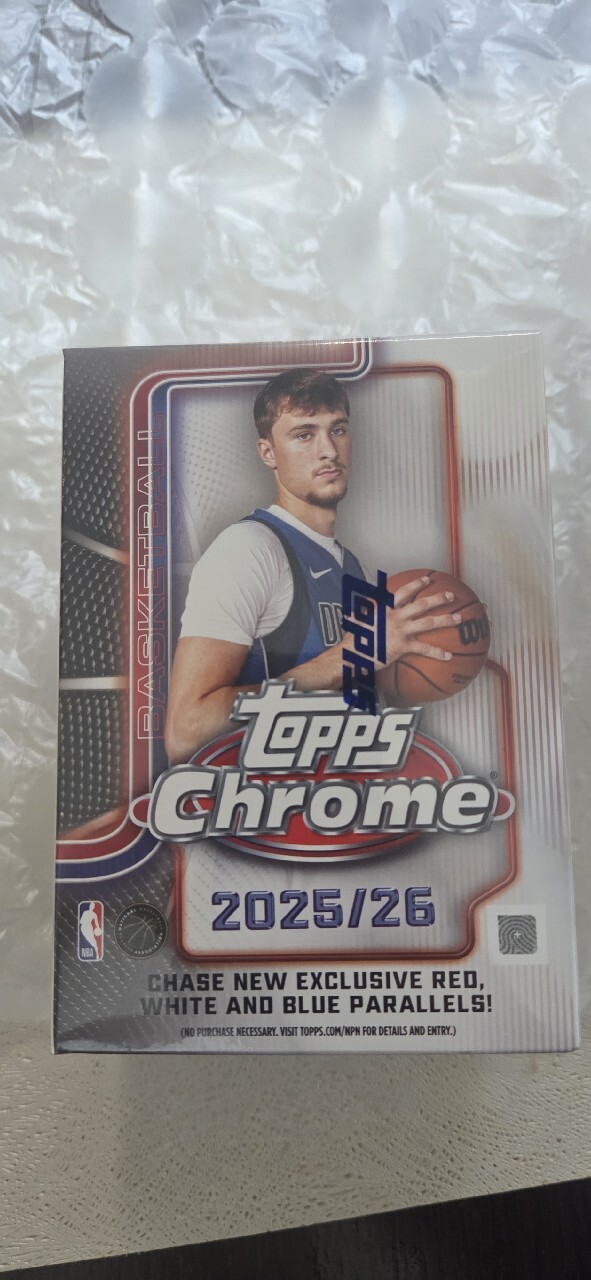 BASKETBALL
topps
B
topps
Chrome®
2025/26
NBA
CHASE NEW EXCLUSIVE RED,
WHITE AND BLUE PARALLELS!
(NO PURCHASE NECESSARY. VISIT TOPPS.COM/NPN FOR DETAILS AND ENTRY.)